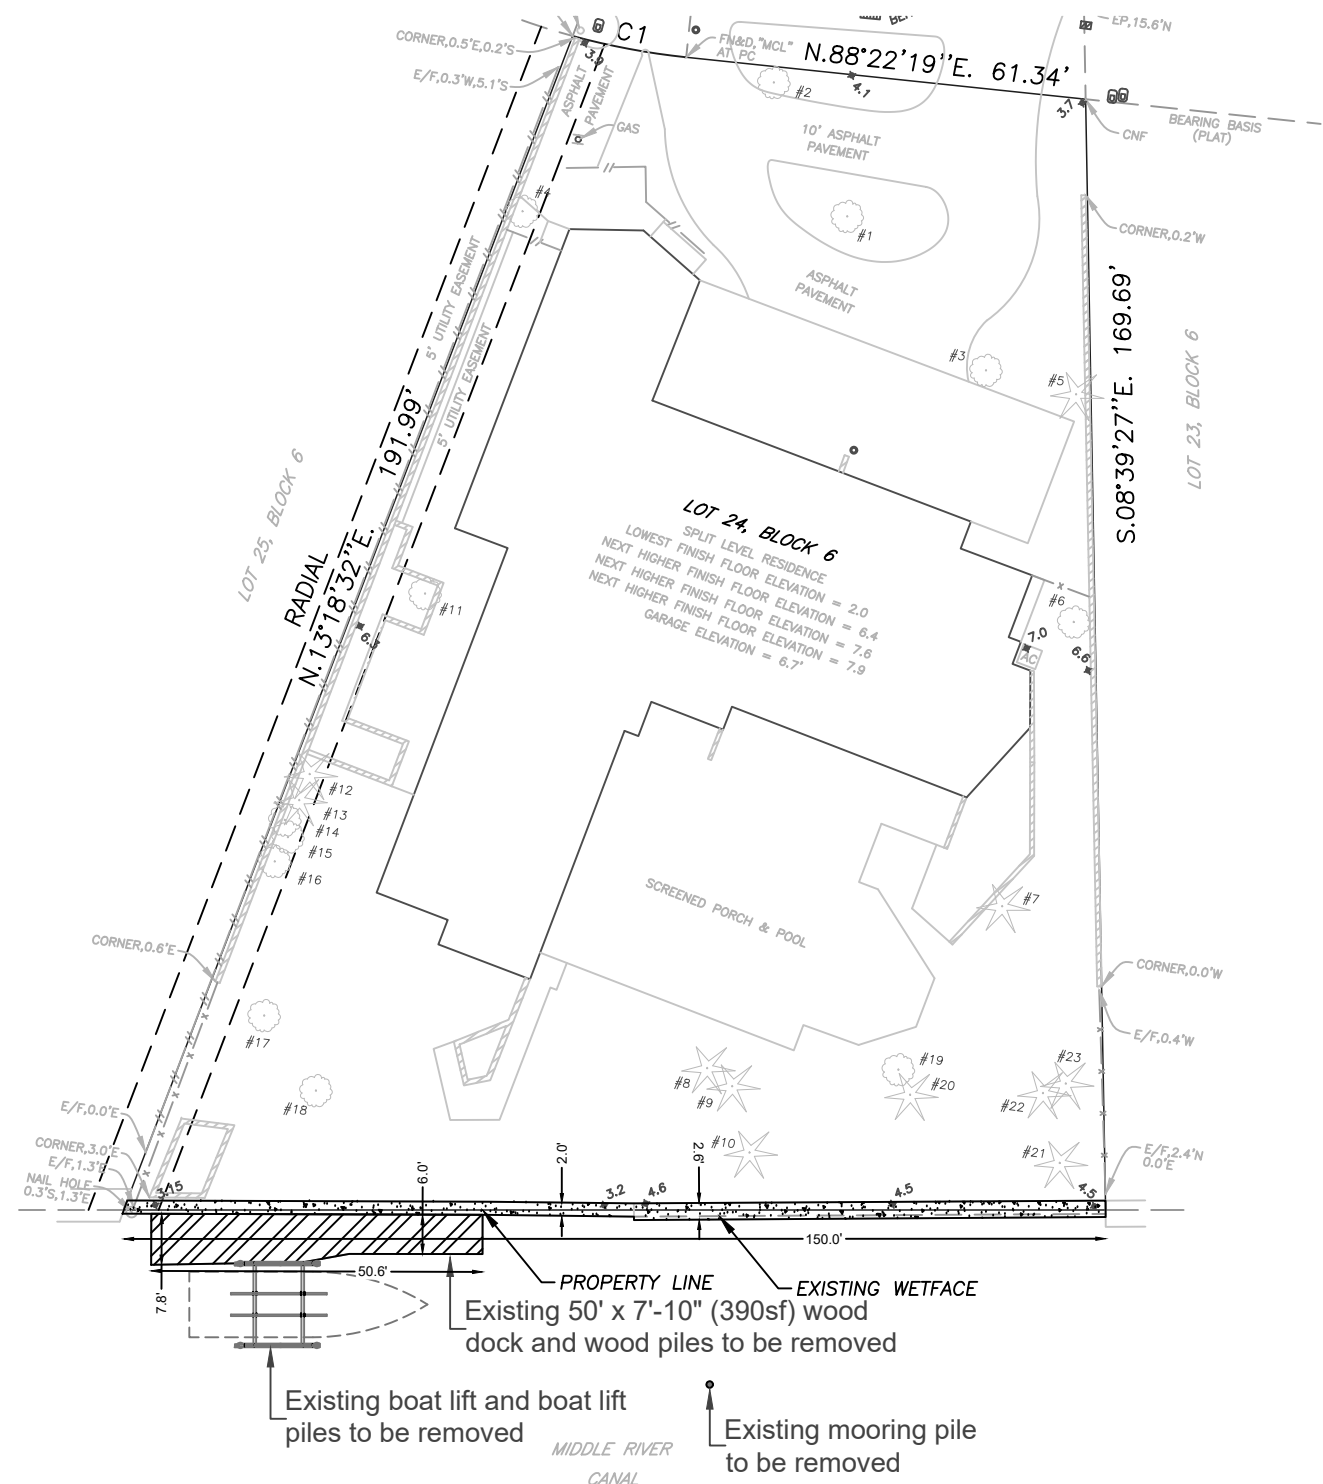 CORNER,0.5'E,0.2'S
C1
FN&D,"MCL"
AT PC
N.88°22'19"E. 61.34'
EP,15.6'N
E/F,0.3'W,5.1'S
3.9
ASPHALT
PAVEMENT
#2
4.1
3.7
BEARING BASIS
(PLAT)
CNF
GAS
10' ASPHALT
PAVEMENT
#4
#1
CORNER,0.2'W
5' UTILITY EASEMENT
5' UTILITY EASEMENT
ASPHALT
PAVEMENT
S.08°39'27"E. 169.69'
LOT 23, BLOCK 6
#3
#5
LOT 25, BLOCK 6
RADIAL
N.13°18'32"E. 191.99'
LOT 24, BLOCK 6
SPLIT LEVEL RESIDENCE
LOWEST FINISH FLOOR ELEVATION = 2.0
NEXT HIGHER FINISH FLOOR ELEVATION = 6.4
NEXT HIGHER FINISH FLOOR ELEVATION = 7.6
NEXT HIGHER FINISH FLOOR ELEVATION = 7.9
GARAGE ELEVATION = 6.7'
#11
#6
7.0
AC
6.6
6.3
#12
#13
#14
#15
#16
SCREENED PORCH & POOL
#7
CORNER,0.6'E
CORNER,0.0'W
#17
E/F,0.4'W
#18
#8
#9
#19
#20
#23
#22
E/F,0.0'E
CORNER,3.0'E
E/F,1.3'E
NAIL HOLE
0.3'S,1.3'E
#10
#21
E/F,2.4'N
0.0'E
6.0'
2.0'
2.6'
3.2
4.6
4.5
4.5
150.0'
50.6'
7.8'
PROPERTY LINE
EXISTING WETFACE
Existing 50' x 7'-10" (390sf) wood
dock and wood piles to be removed
Existing boat lift and boat lift
piles to be removed
Existing mooring pile
to be removed
MIDDLE RIVER
CANAL